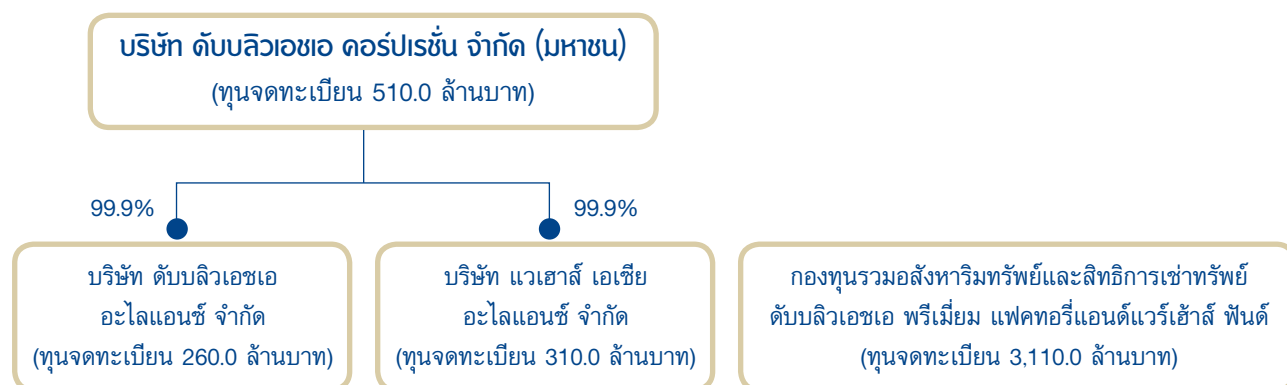 บริษัท ดับบลิวเอชเอ คอร์ปเรชั่น จำกัด (มหาชน)
(ทุนจดทะเบียน 510.0 ล้านบาท)
99.9%
99.9%
บริษัท ดับบลิวเอชเอ
อะไลแอนซ์ จำกัด
(ทุนจดทะเบียน 260.0 ล้านบาท)
บริษัท แวเฮาส์ เอเซีย
อะไลแอนซ์ จำกัด
(ทุนจดทะเบียน 310.0 ล้านบาท)
กองทุนรวมอสังหาริมทรัพย์และสิทธิการเช่าทรัพย์
ดับบลิวเอชเอ พรีเมี่ยม แฟคทอรี่แอนด์แวร์เฮ้าส์ ฟันด์
(ทุนจดทะเบียน 3,110.0 ล้านบาท)